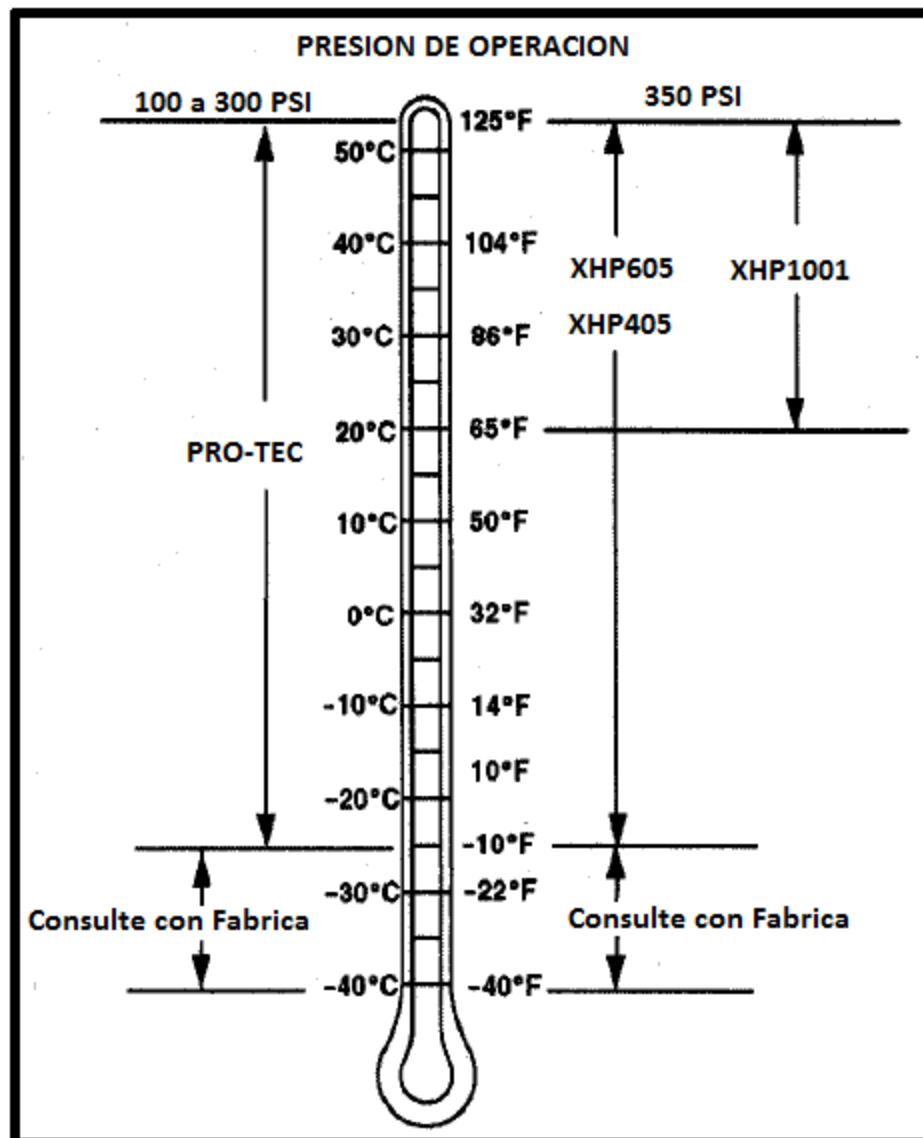 PRESION DE OPERACION
100 a 300 PSI
350 PSI
125°F
50°C
40°C
104°F
XHP605
XHP1001
XHP405
30°C
86°F
20°C
65°F
PRO-TEC
10°C
50°F
0°C
32°F
-10°C
14°F
10°F
-20°C
-10°F
-30°C
-22°F
Consulte con Fabrica
Consulte con Fabrica
-40°C
-40°F